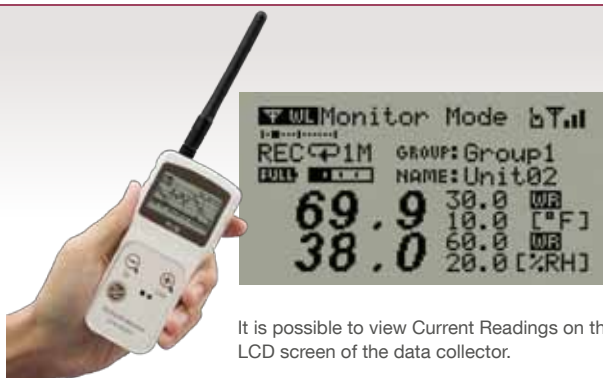 WL Monitor Mode
REC 1M GROUP:Group1
FULL NAME:Unit02
69.9 30.0 WR
10.0 [°F]
38.0 60.0 WR
20.0 [%RH]
It is possible to view Current Readings on th
LCD screen of the data collector.